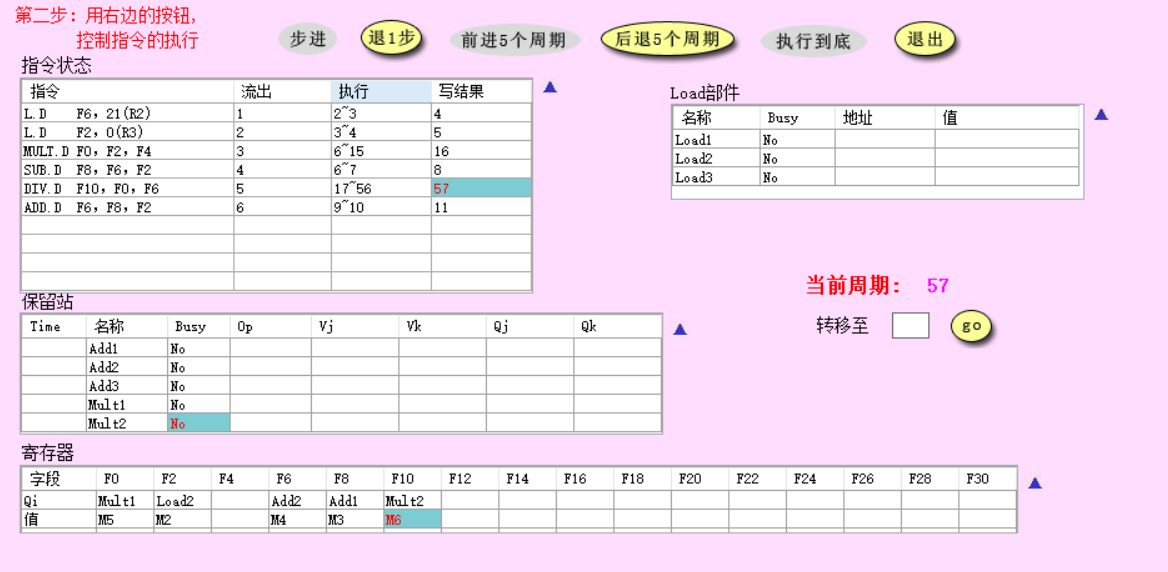 第二步：用右边的按钮,
控制指令的执行
步进 退1步 前进5个周期 后退5个周期 执行到底 退出
指令状态
指令 流出 执行 写结果
L.D F6, 21(R2) 1 2~3 4
L.D F2, 0(R3) 2 3~4 5
MULT.D F0, F2, F4 3 6~15 16
SUB.D F8, F6, F2 4 6~7 8
DIV.D F10, F0, F6 5 17~56 57
ADD.D F6, F8, F2 6 9~10 11
Load部件
名称 Busy 地址 值
Load1 No
Load2 No
Load3 No
当前周期: 57
转移至 go
保留站
Time 名称 Busy Op Vj Vk Qj Qk
Add1 No
Add2 No
Add3 No
Mult1 No
Mult2 No
寄存器
字段 F0 F2 F4 F6 F8 F10 F12 F14 F16 F18 F20 F22 F24 F26 F28 F30
Qi Mult1 Load2 Add2 Add1 Mult2
值 M5 M2 M4 M3 M6